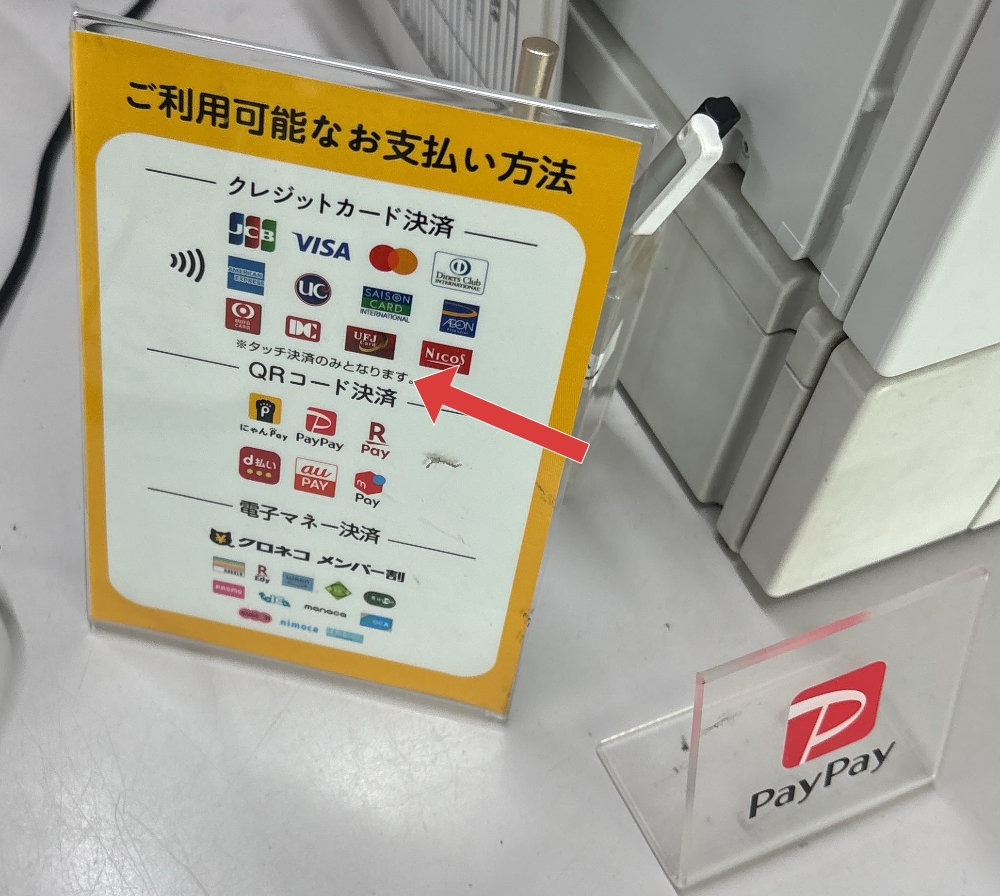 ご利用可能なお支払い方法
クレジットカード決済
JCB VISA Diners Club INTERNATIONAL
AMERICAN EXPRESS UC SAISON CARD INTERNATIONAL ÆON
DC UFJ Card NICOS
※タッチ決済のみとなります。
QRコード決済
にゃんPay PayPay R Pay
d払い au PAY m Pay
電子マネー決済
クロネコ メンバー割
R Edy
manaca
nimoca
PayPay